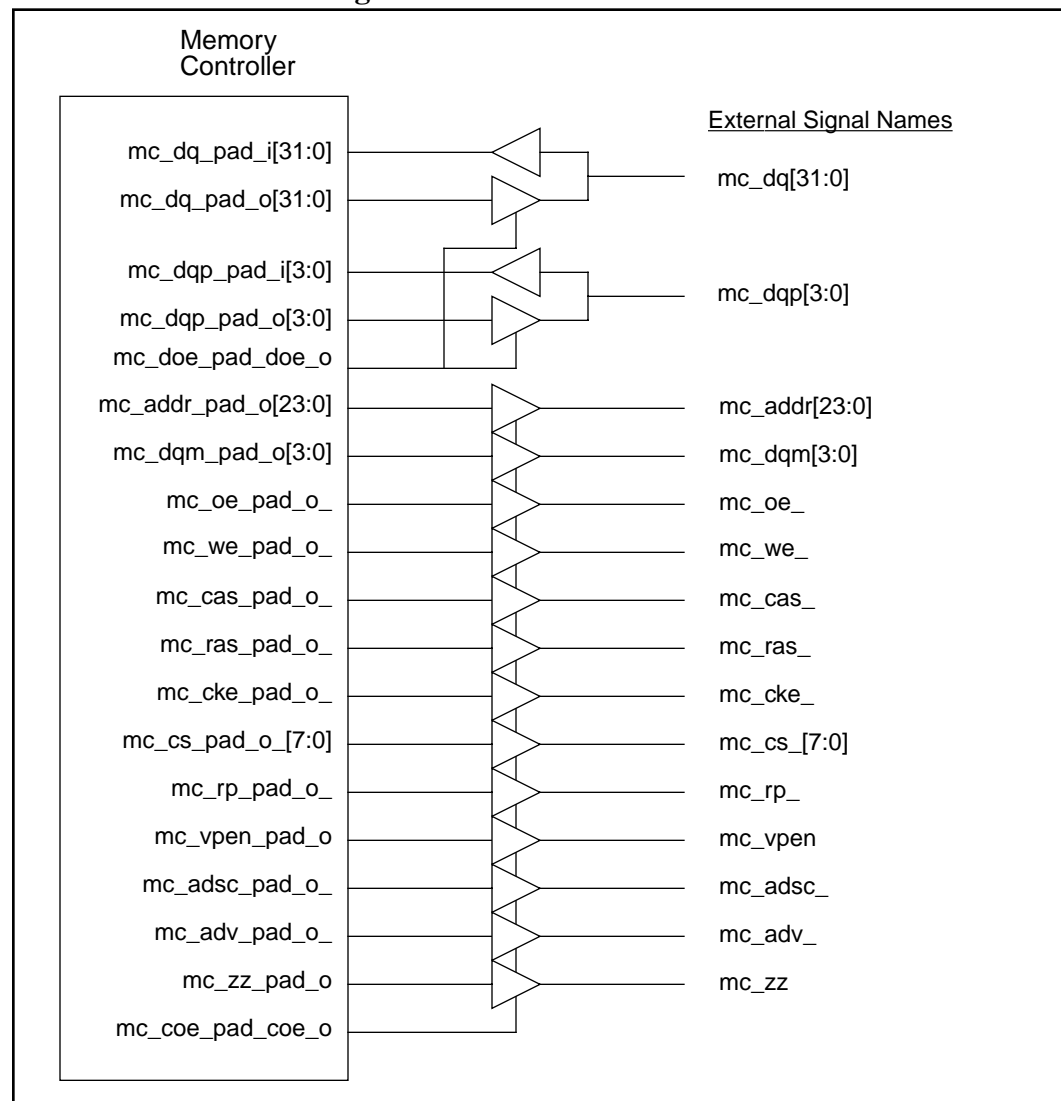 Memory
Controller
External Signal Names
mc_dq_pad_i[31:0]
mc_dq[31:0]
mc_dq_pad_o[31:0]
mc_dqp_pad_i[3:0]
mc_dqp[3:0]
mc_dqp_pad_o[3:0]
mc_doe_pad_doe_o
mc_addr_pad_o[23:0] mc_addr[23:0]
mc_dqm_pad_o[3:0] mc_dqm[3:0]
mc_oe_pad_o_ mc_oe_
mc_we_pad_o_ mc_we_
mc_cas_pad_o_ mc_cas_
mc_ras_pad_o_ mc_ras_
mc_cke_pad_o_ mc_cke_
mc_cs_pad_o_[7:0] mc_cs_[7:0]
mc_rp_pad_o_ mc_rp_
mc_vpen_pad_o mc_vpen
mc_adsc_pad_o_ mc_adsc_
mc_adv_pad_o_ mc_adv_
mc_zz_pad_o mc_zz
mc_coe_pad_coe_o